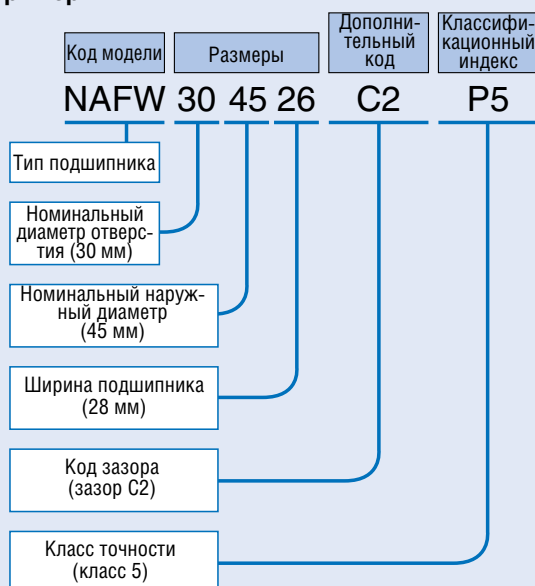 Код модели
Размеры
Дополни-
тельный
код
Классифи-
кационный
индекс
NAFW 30 45 26 C2 P5
Тип подшипника
Номинальный
диаметр отверс-
тия (30 мм)
Номинальный наруж-
ный диаметр
(45 мм)
Ширина подшипника
(28 мм)
Код зазора
(зазор C2)
Класс точности
(класс 5)